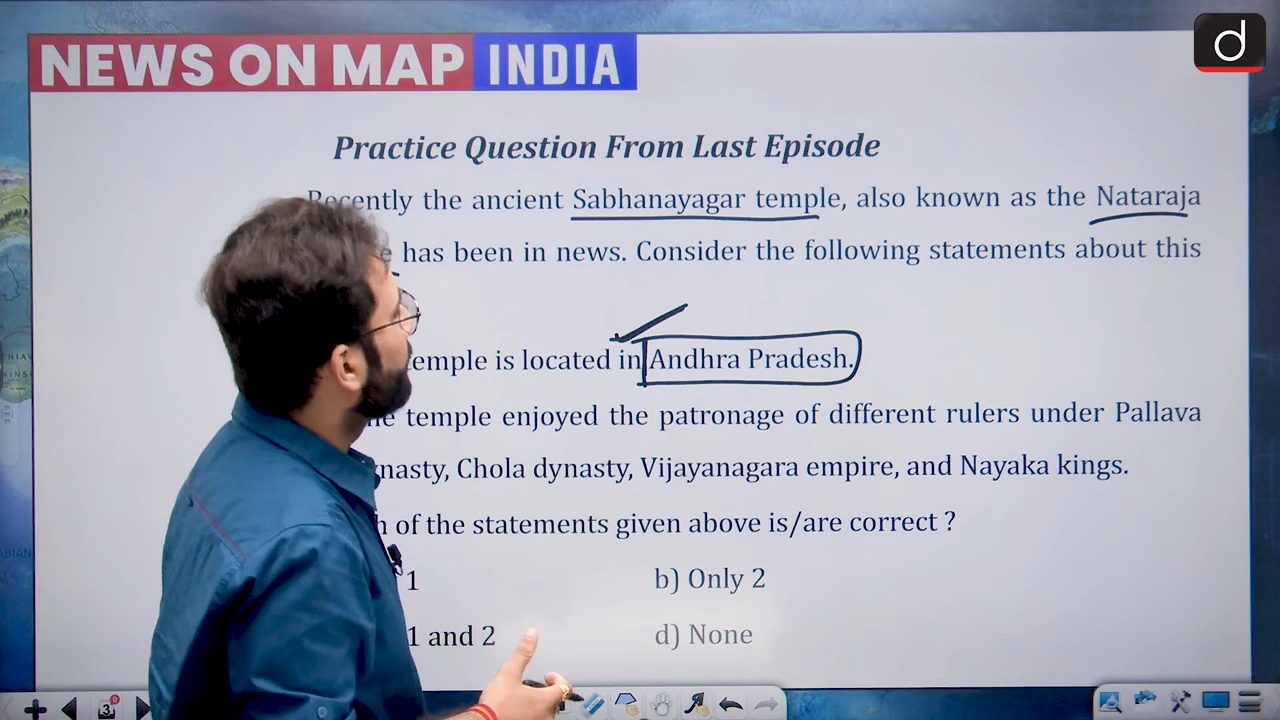 NEWS ON MAP INDIA
d
Practice Question From Last Episode
Recently the ancient Sabhanayagar temple, also known as the Nataraja
has been in news. Consider the following statements about this
temple is located in Andhra Pradesh.
temple enjoyed the patronage of different rulers under Pallava
Chola dynasty, Vijayanagara empire, and Nayaka kings.
of the statements given above is/are correct ?
1
b) Only 2
1 and 2
d) None
3